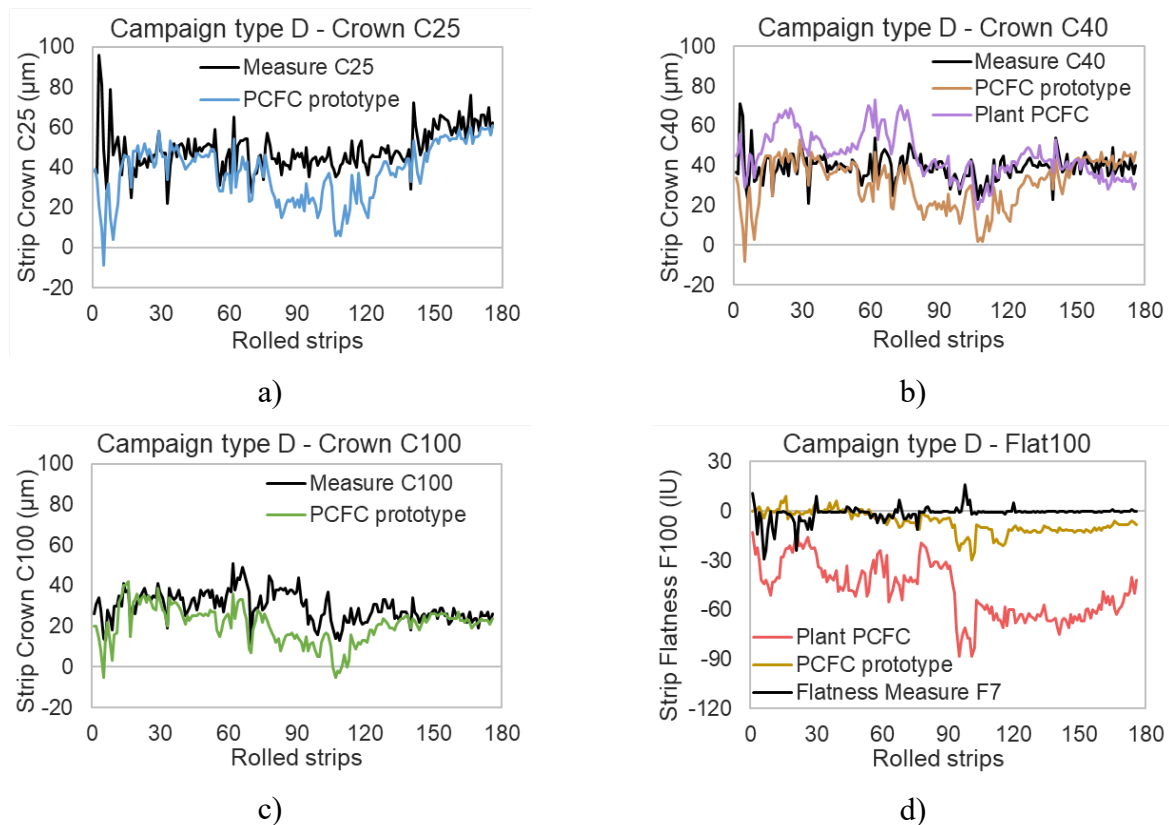 Campaign type D - Crown C25
100
80
60
40
20
0
-20
Strip Crown C25 (µm)
Measure C25
PCFC prototype
0 30 60 90 120 150 180
Rolled strips
a)
Campaign type D - Crown C40
100
80
60
40
20
0
-20
Strip Crown C40 (µm)
Measure C40
PCFC prototype
Plant PCFC
0 30 60 90 120 150 180
Rolled strips
b)
Campaign type D - Crown C100
100
80
60
40
20
0
-20
Strip Crown C100 (µm)
Measure C100
PCFC prototype
0 30 60 90 120 150 180
Rolled strips
c)
Campaign type D - Flat100
30
0
-30
-60
-90
-120
Strip Flatness F100 (IU)
Plant PCFC
PCFC prototype
Flatness Measure F7
0 30 60 90 120 150 180
Rolled strips
d)